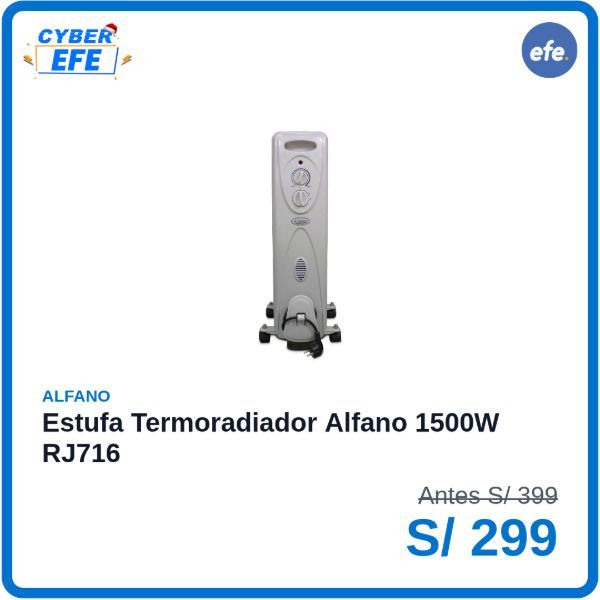 CYBER
EFE
efe.
ALFANO
Estufa Termoradiador Alfano 1500W
RJ716
Antes S/ 399
S/ 299